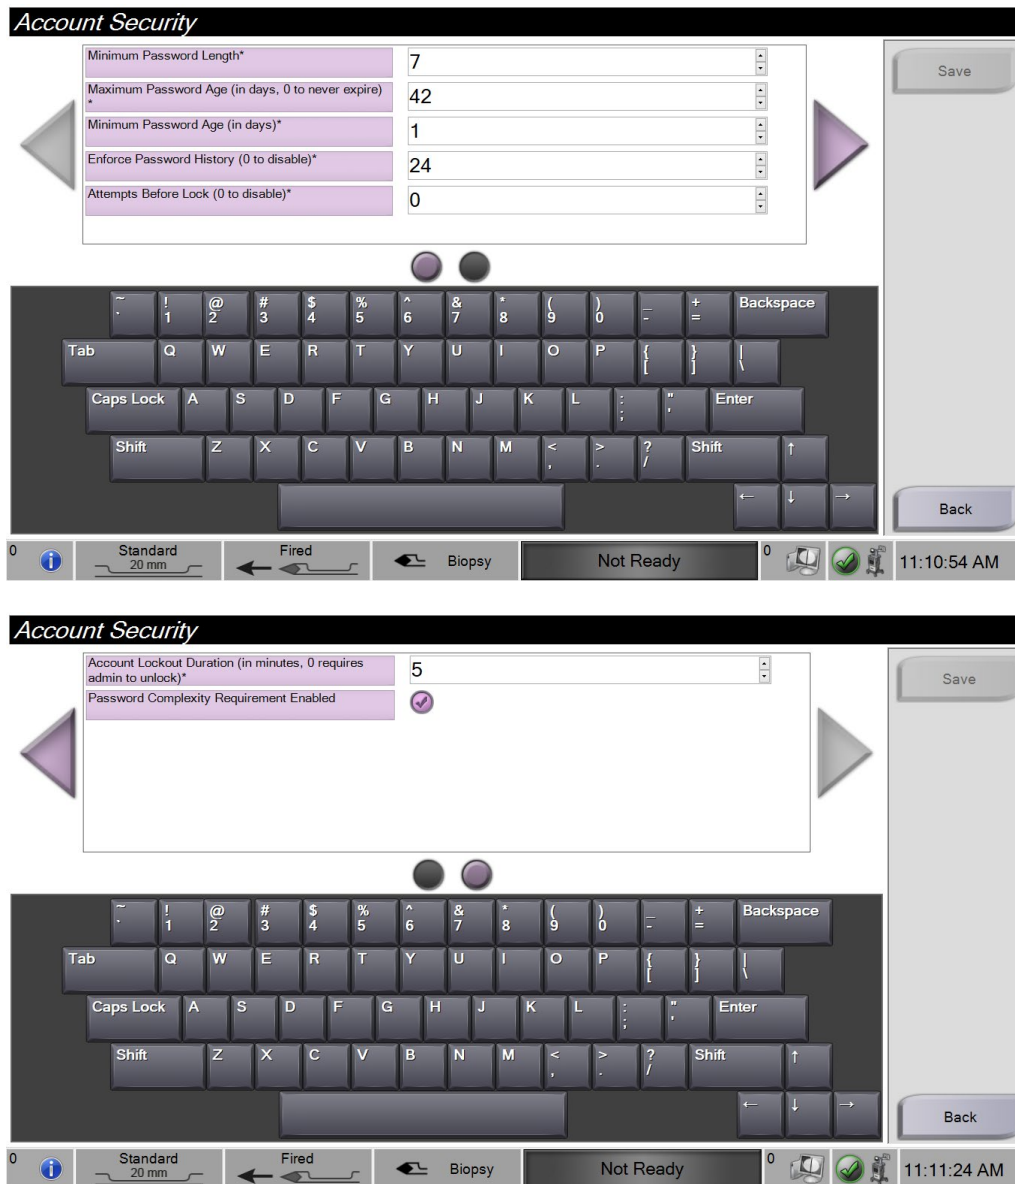 Account Security
Minimum Password Length*
7
Save
Maximum Password Age (in days, 0 to never expire)
*
42
Minimum Password Age (in days)*
1
Enforce Password History (0 to disable)*
24
Attempts Before Lock (0 to disable)*
0
~ ! @ # $ % ^ & * ( ) _ + Backspace
` 1 2 3 4 5 6 7 8 9 0 - =
Tab Q W E R T Y U I O P { } |
[ ] \
Caps Lock A S D F G H J K L : " Enter
; '
Shift Z X C V B N M < > ? Shift ↑
, . /
← ↓ →
Back
0 Standard Fired Biopsy Not Ready 0 11:10:54 AM
20 mm
Account Security
Account Lockout Duration (in minutes, 0 requires
admin to unlock)*
5
Save
Password Complexity Requirement Enabled
~ ! @ # $ % ^ & * ( ) _ + Backspace
` 1 2 3 4 5 6 7 8 9 0 - =
Tab Q W E R T Y U I O P { } |
[ ] \
Caps Lock A S D F G H J K L : " Enter
; '
Shift Z X C V B N M < > ? Shift ↑
, . /
← ↓ →
Back
0 Standard Fired Biopsy Not Ready 0 11:11:24 AM
20 mm